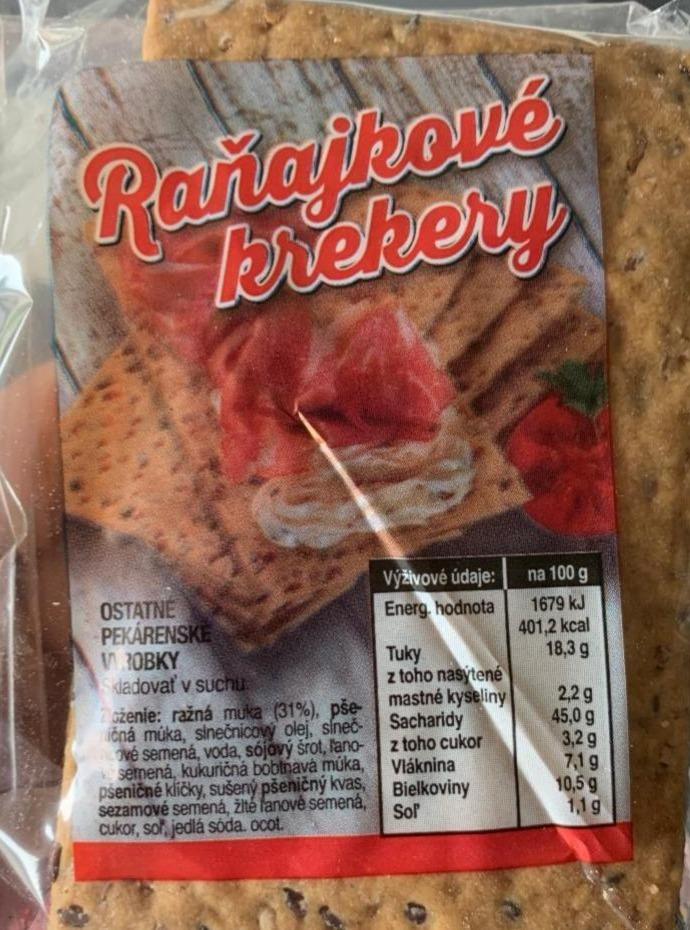 Raňajkové
krekery
OSTATNÉ
PEKÁRENSKÉ
VÝROBKY
Skladovať v suchu.
Zloženie: ražná múka (31%), pše-
ničná múka, slnečnicový olej, slneč-
nicové semená, voda, sójový šrot, ľano-
vé semená, kukuričná bobtnavá múka,
pšeničné klíčky, sušený pšeničný kvas,
sezamové semená, žlté ľanové semená,
cukor, soľ, jedlá sóda. ocot.
Výživové údaje: na 100 g
Energ. hodnota 1679 kJ
401,2 kcal
Tuky 18,3 g
z toho nasýtené
mastné kyseliny 2,2 g
Sacharidy 45,0 g
z toho cukor 3,2 g
Vláknina 7,1 g
Bielkoviny 10,5 g
Soľ 1,1 g